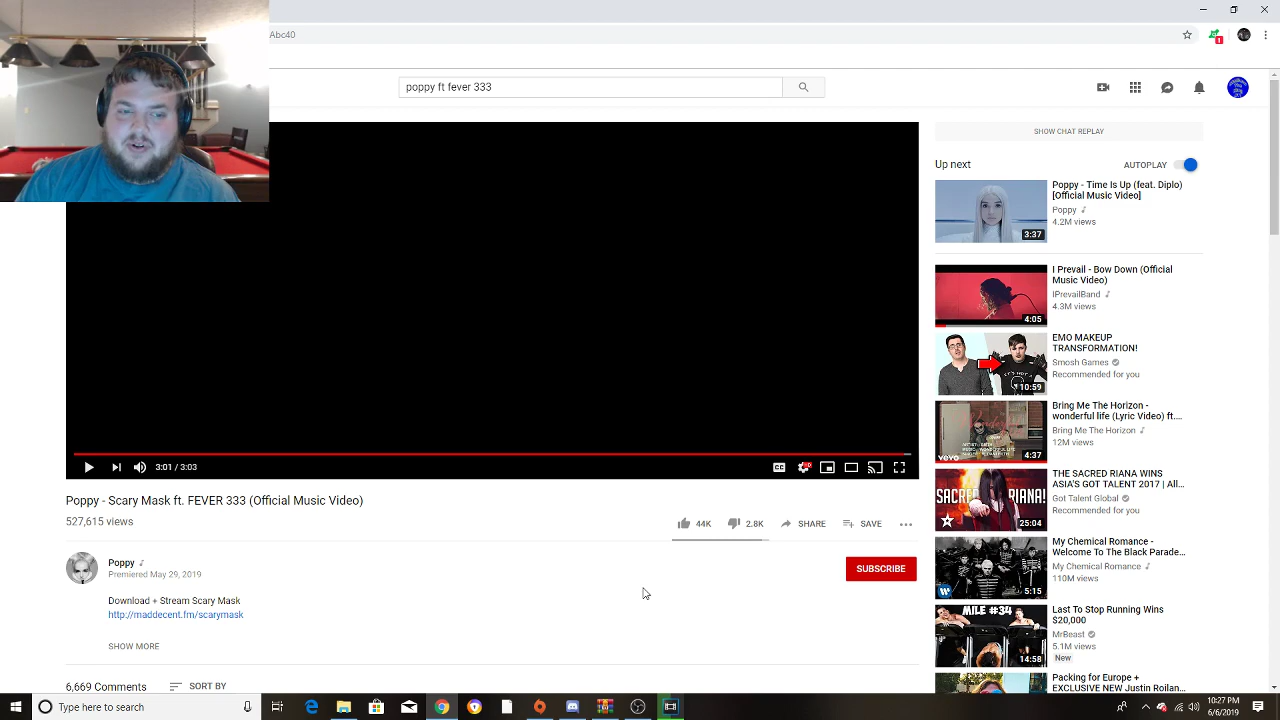 Abc40
1
poppy ft fever 333
SHOW CHAT REPLAY
Up next
AUTOPLAY
Poppy - Time Is Up (feat. Diplo)
[Official Music Video]
Poppy
4.2M views
3:37
I Prevail - Bow Down (Official
Music Video)
IPrevailBand
4.3M views
4:05
EMO MAKEUP
TRANSFORMATION!
Smosh Games
Recommended for you
10:59
Bring Me The Horizon -
wonderful life (Lyric Video) ft....
Bring Me The Horizon
12M views
vevo
4:37
THE SACRED RIANA WINS
ASIA'S GOT TALENT 2017 | All...
Got Talent Global
Recommended for you
SACRED RIANA!
25:04
My Chemical Romance -
Welcome To The Black Parade...
My Chemical Romance
110M views
5:15
Last To Stop Running Wins
$20,000
MrBeast
5.1M views
New
MILE #34
14:58
Packing for Europe +
EXCLUSIVE NEW Justin Roilan...
3:01 / 3:03
CC
Poppy - Scary Mask ft. FEVER 333 (Official Music Video)
527,615 views
44K
2.8K
SHARE
SAVE
Poppy
Premiered May 29, 2019
SUBSCRIBE
Download + Stream Scary Mask
http://maddecent.fm/scarymask
SHOW MORE
6,669 Comments
SORT BY
Type here to search
10:27 PM
6/6/2019